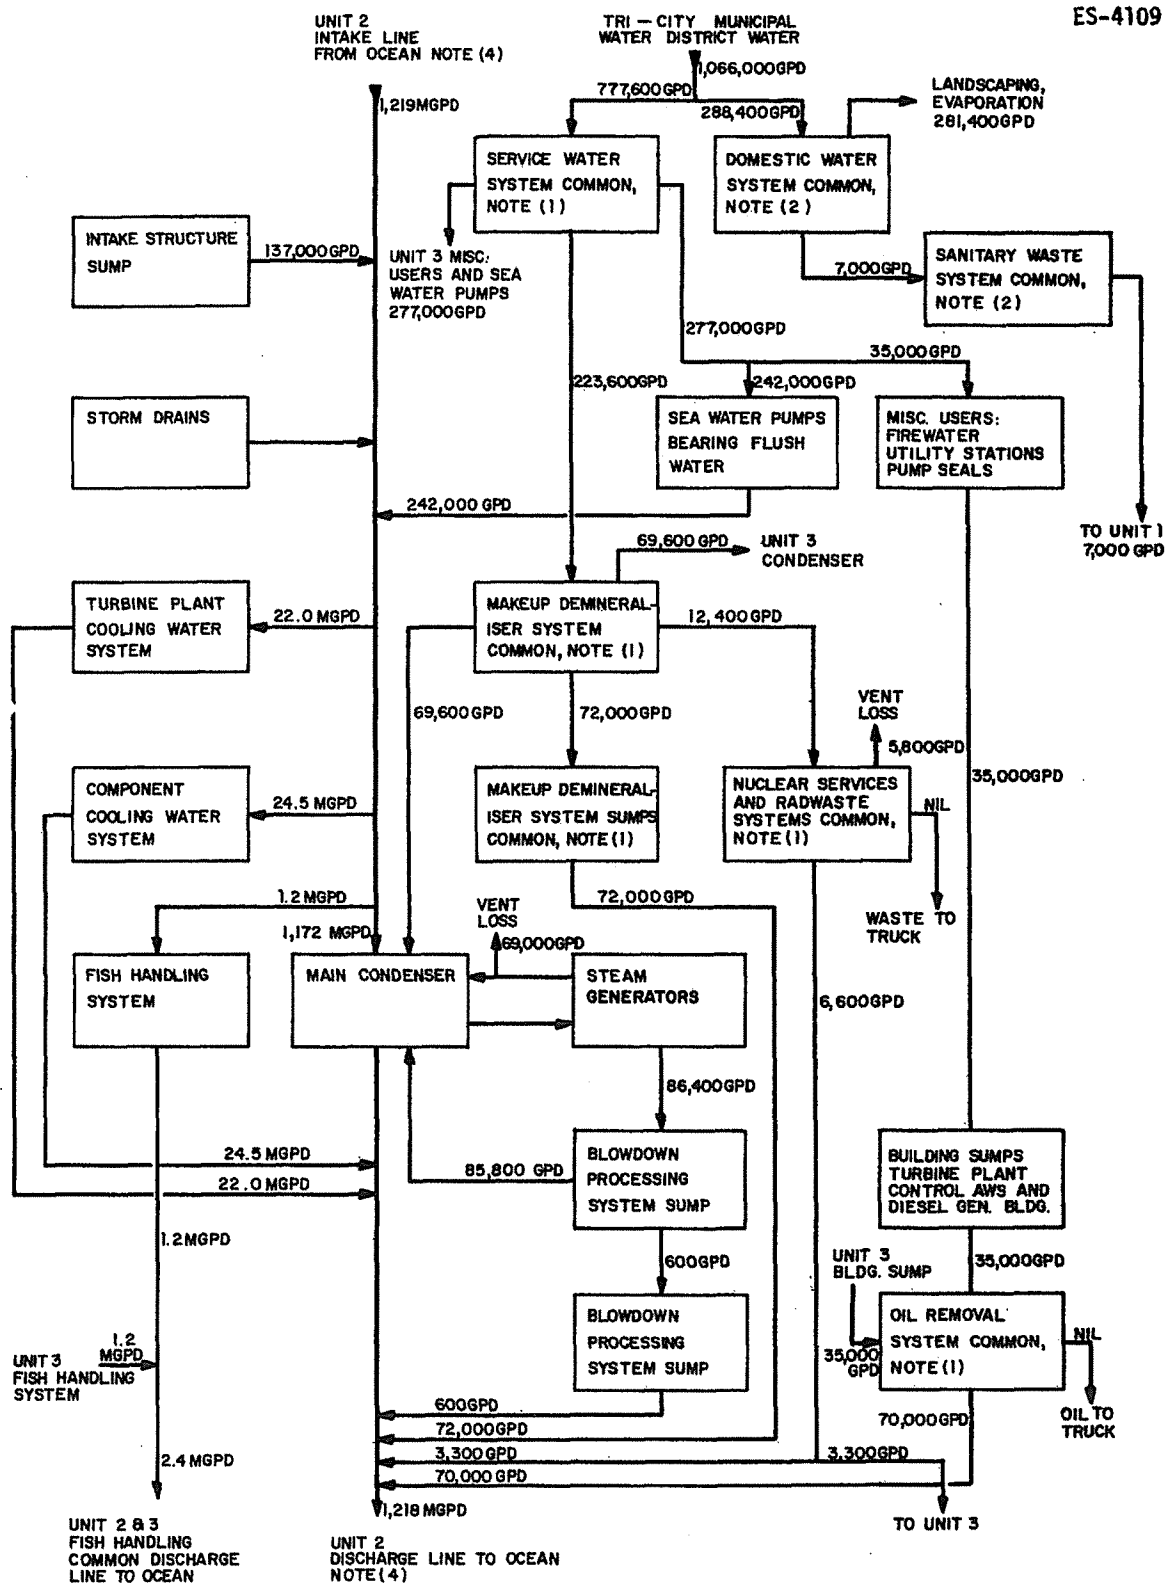 ES-4109
UNIT 2
INTAKE LINE
FROM OCEAN NOTE (4)
TRI-CITY MUNICIPAL
WATER DISTRICT WATER
1,066,000GPD
777,600GPD
288,400GPD
1,219MGPD
LANDSCAPING,
EVAPORATION
281,400GPD
SERVICE WATER
SYSTEM COMMON,
NOTE (1)
DOMESTIC WATER
SYSTEM COMMON,
NOTE (2)
INTAKE STRUCTURE
SUMP
137,000GPD
UNIT 3 MISC.
USERS AND SEA
WATER PUMPS
277,000GPD
7,000GPD
SANITARY WASTE
SYSTEM COMMON,
NOTE (2)
277,000GPD
35,000GPD
223,600GPD
242,000GPD
STORM DRAINS
SEA WATER PUMPS
BEARING FLUSH
WATER
MISC. USERS:
FIREWATER
UTILITY STATIONS
PUMP SEALS
242,000 GPD
TO UNIT 1
7,000 GPD
69,600 GPD
UNIT 3
CONDENSER
TURBINE PLANT
COOLING WATER
SYSTEM
22.0 MGPD
MAKEUP DEMINERAL-
ISER SYSTEM
COMMON, NOTE (1)
12,400GPD
69,600GPD
72,000GPD
VENT
LOSS
5,800GPD
35,000GPD
COMPONENT
COOLING WATER
SYSTEM
24.5 MGPD
MAKEUP DEMINERAL-
ISER SYSTEM SUMPS
COMMON, NOTE (1)
NUCLEAR SERVICES
AND RADWASTE
SYSTEMS COMMON,
NOTE (1)
NIL
WASTE TO
TRUCK
1.2 MGPD
1,172 MGPD
VENT
LOSS
69,000GPD
72,000GPD
FISH HANDLING
SYSTEM
MAIN CONDENSER
STEAM
GENERATORS
6,600GPD
86,400GPD
24.5 MGPD
22.0 MGPD
85,800 GPD
BLOWDOWN
PROCESSING
SYSTEM SUMP
BUILDING SUMPS
TURBINE PLANT
CONTROL AWS AND
DIESEL GEN. BLDG.
1.2MGPD
600GPD
UNIT 3
BLDG. SUMP
35,000GPD
UNIT 3
FISH HANDLING
SYSTEM
1.2
MGPD
BLOWDOWN
PROCESSING
SYSTEM SUMP
35,000
GPD
OIL REMOVAL
SYSTEM COMMON,
NOTE (1)
NIL
OIL TO
TRUCK
600GPD
72,000GPD
3,300GPD
70,000 GPD
70,000GPD
3,300GPD
2.4 MGPD
1,218 MGPD
TO UNIT 3
UNIT 2 & 3
FISH HANDLING
COMMON DISCHARGE
LINE TO OCEAN
UNIT 2
DISCHARGE LINE TO OCEAN
NOTE (4)